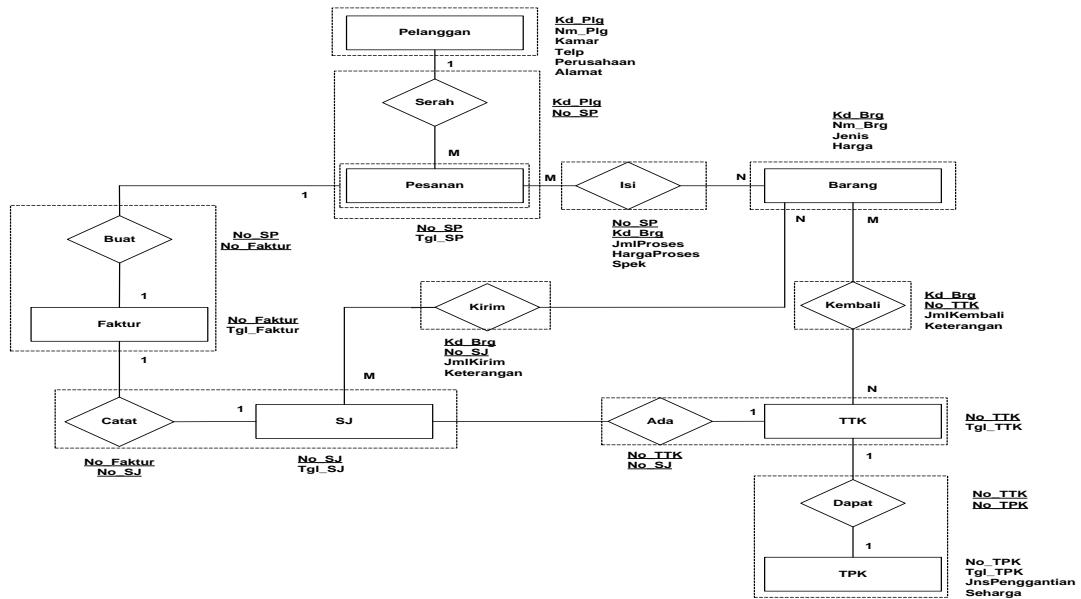 Pelanggan
Kd_Plg
Nm_Plg
Kamar
Telp
Perusahaan
Alamat
1
Serah
Kd_Plg
No_SP
M
Kd_Brg
Nm_Brg
Jenis
Harga
Pesanan
1
M
Isi
N
Barang
No_SP
Tgl_SP
No_SP
Kd_Brg
JmlProses
HargaProses
Spek
N
M
Buat
No_SP
No_Faktur
1
Faktur
No_Faktur
Tgl_Faktur
1
Kirim
Kd_Brg
No_SJ
JmlKirim
Keterangan
M
Kembali
Kd_Brg
No_TTK
JmlKembali
Keterangan
N
Catat
1
SJ
Ada
1
TTK
No_TTK
Tgl_TTK
No_Faktur
No_SJ
No_SJ
Tgl_SJ
No_TTK
No_SJ
1
Dapat
No_TTK
No_TPK
1
TPK
No_TPK
Tgl_TPK
JnsPenggantian
Seharga